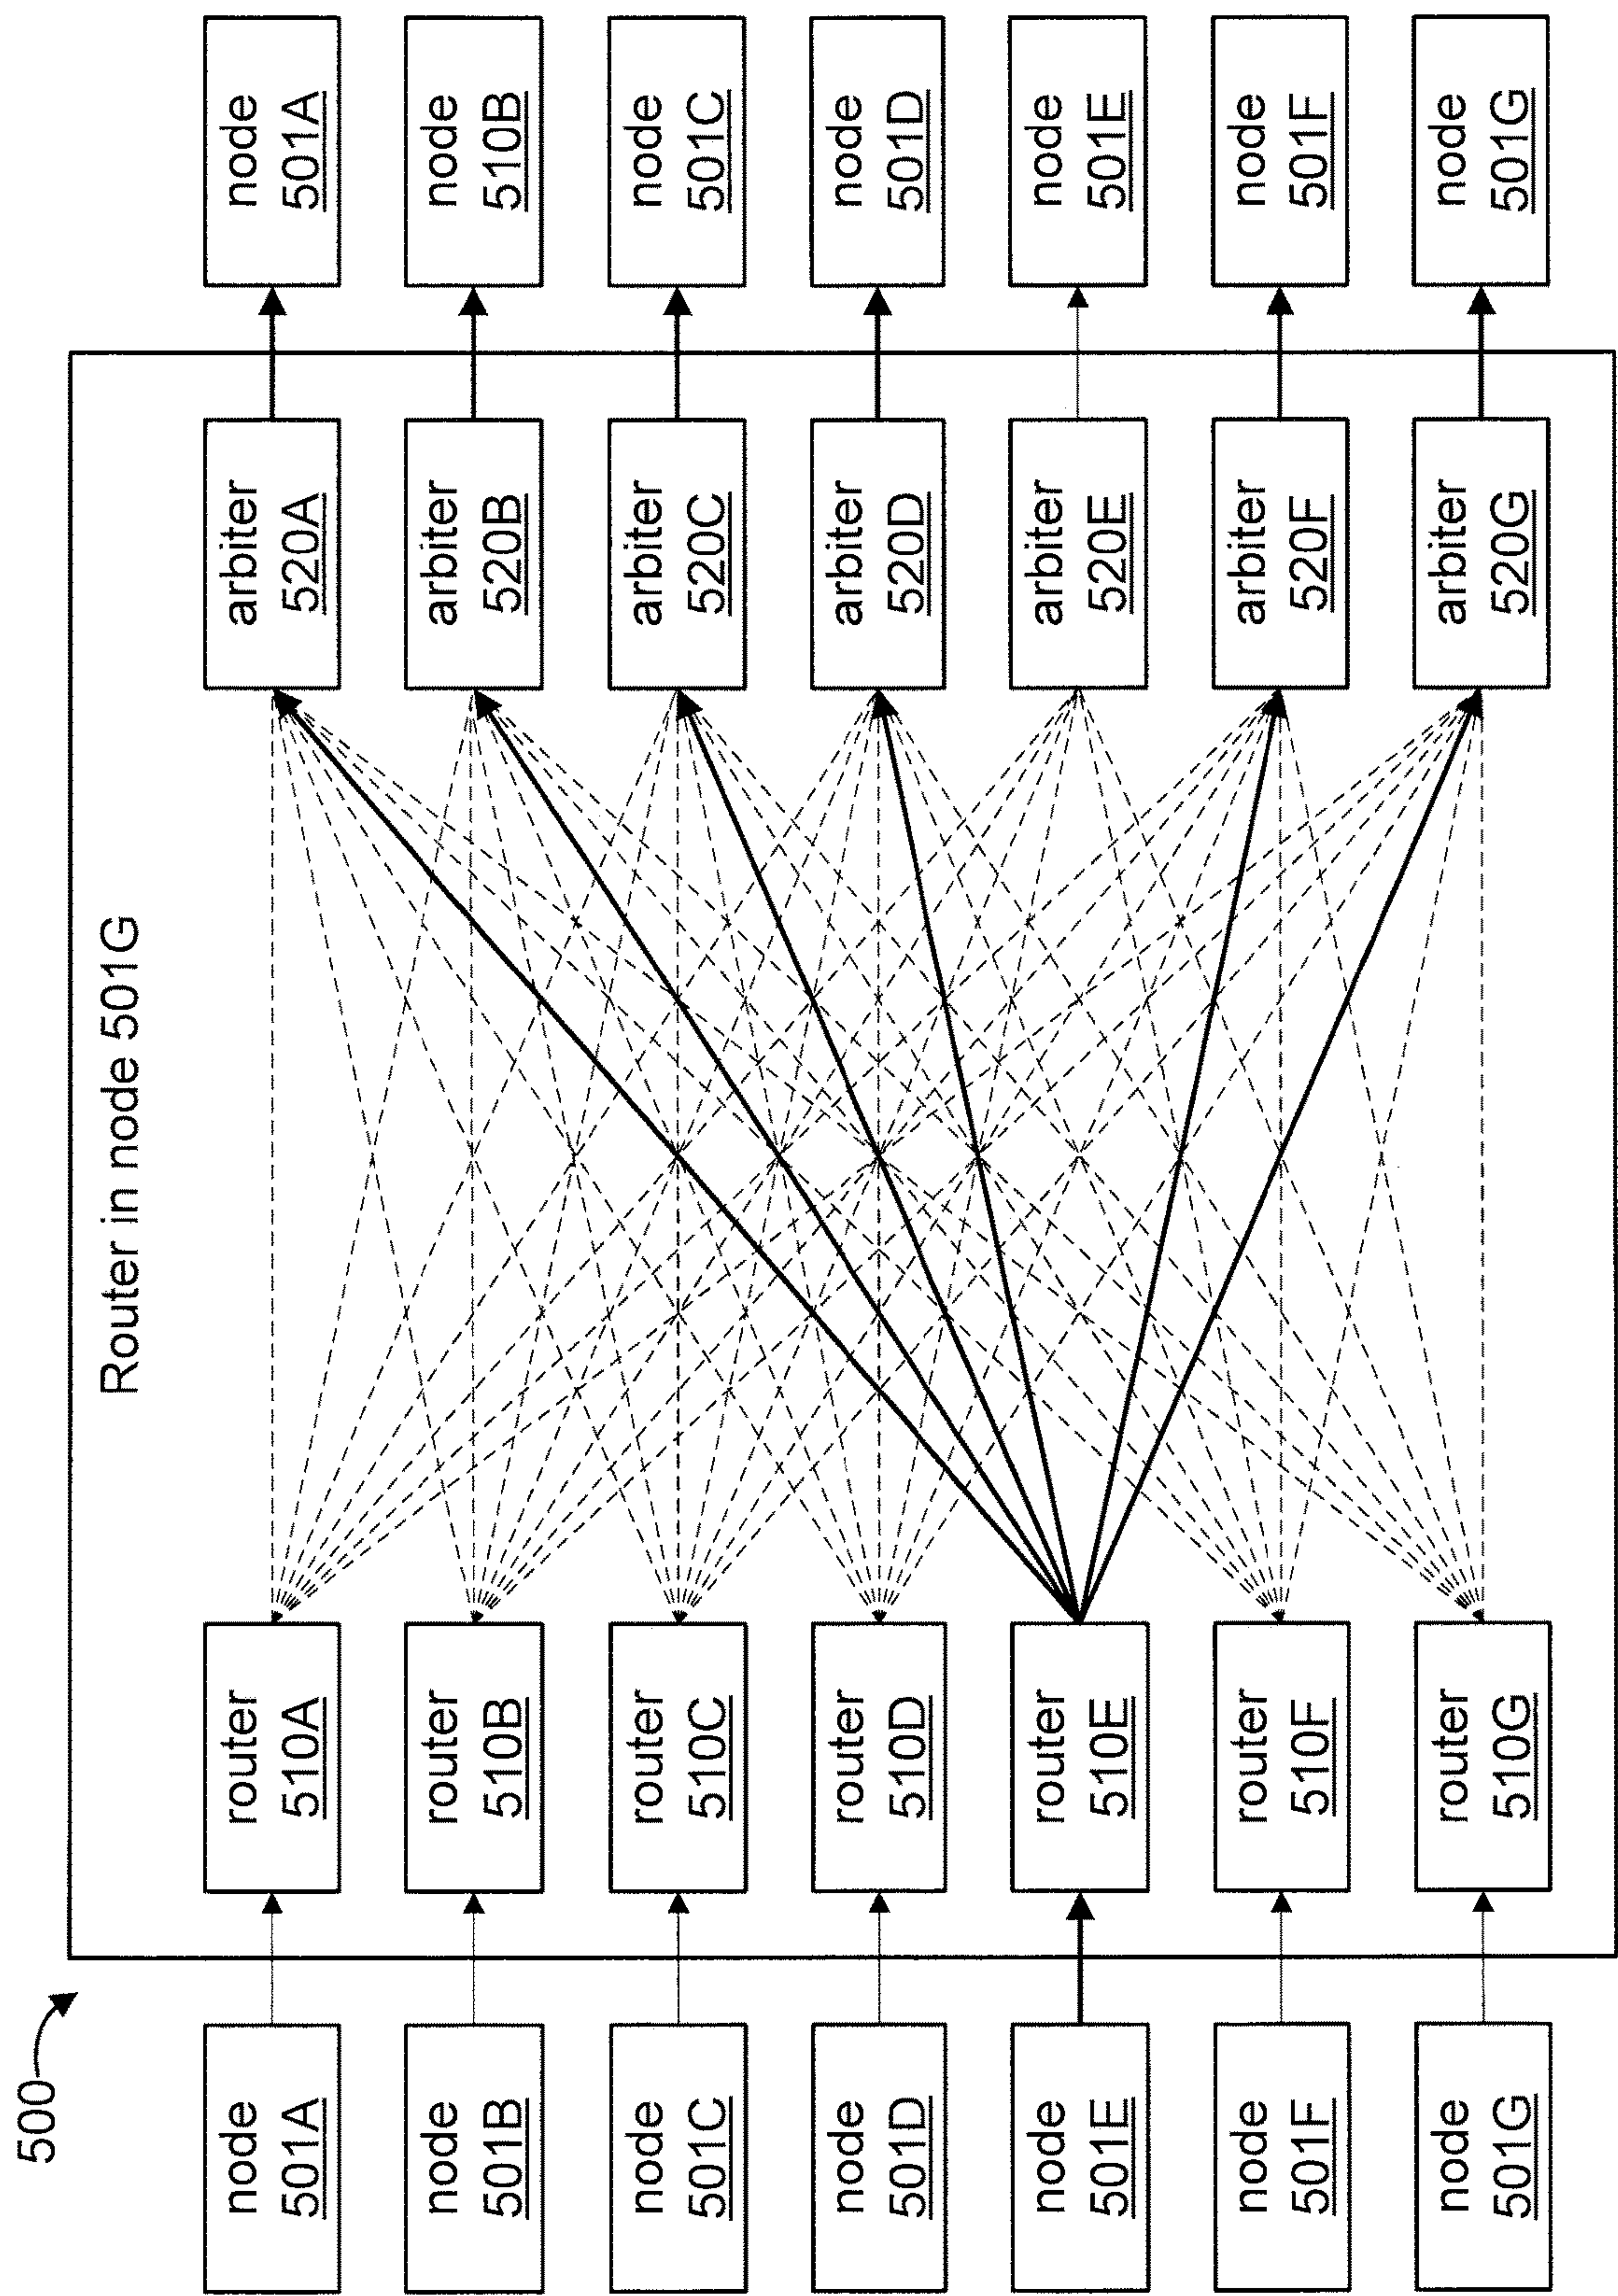 500
Router in node 501G
node
501A
router
510A
arbiter
520A
node
501A
node
501B
router
510B
arbiter
520B
node
510B
node
501C
router
510C
arbiter
520C
node
501C
node
501D
router
510D
arbiter
520D
node
501D
node
501E
router
510E
arbiter
520E
node
501E
node
501F
router
510F
arbiter
520F
node
501F
node
501G
router
510G
arbiter
520G
node
501G